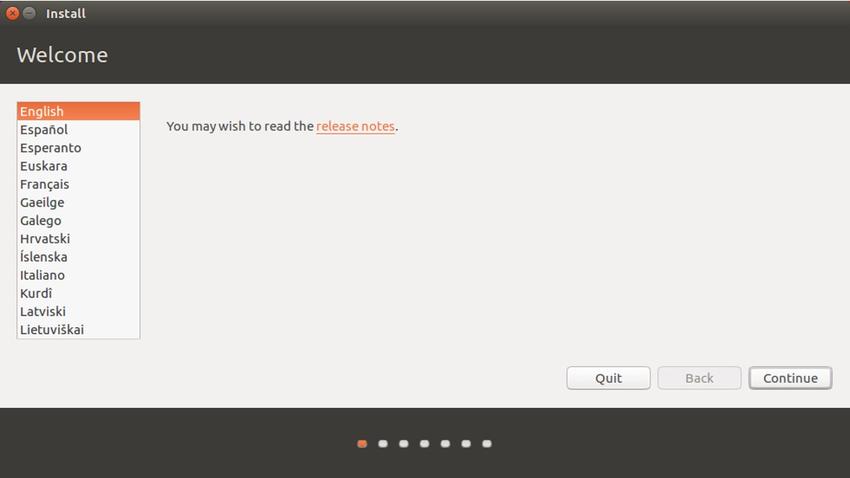 Install
Welcome
English
Español
Esperanto
Euskara
Français
Gaeilge
Galego
Hrvatski
Íslenska
Italiano
Kurdî
Latviski
Lietuviškai
You may wish to read the release notes.
Quit
Back
Continue